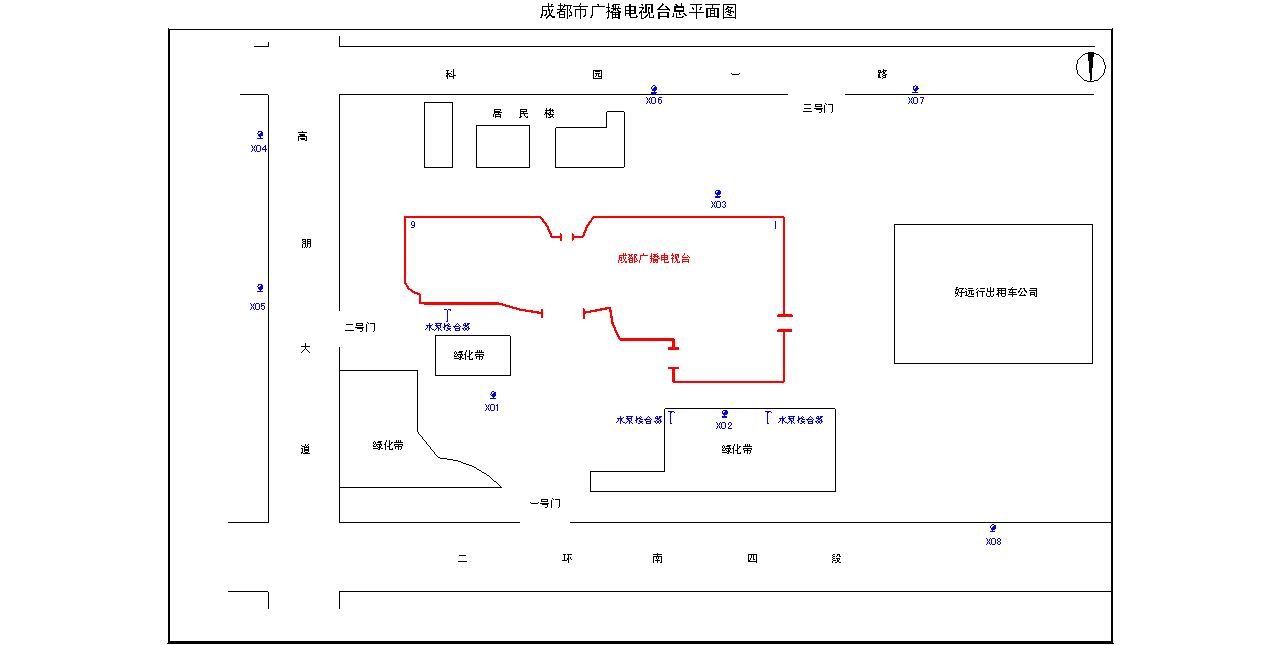 成都市广播电视台总平面图
科 园 一 路
X06
X07
三号门
居 民 楼
高 朋 大 道
X04
X03
9
1
成都广播电视台
X05
好远行出租车公司
二号门
水泵接合器
绿化带
X01
水泵接合器
X02
水泵接合器
绿化带
绿化带
一号门
X08
二 环 南 四 段